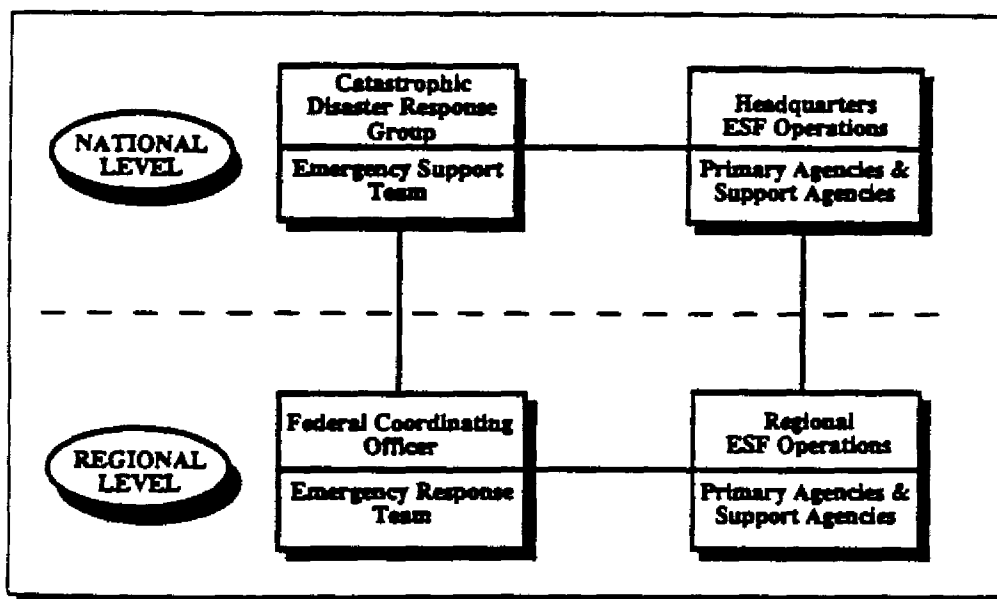 NATIONAL
LEVEL
Catastrophic
Disaster Response
Group
Emergency Support
Team
Headquarters
ESF Operations
Primary Agencies &
Support Agencies
REGIONAL
LEVEL
Federal Coordinating
Officer
Emergency Response
Team
Regional
ESF Operations
Primary Agencies &
Support Agencies